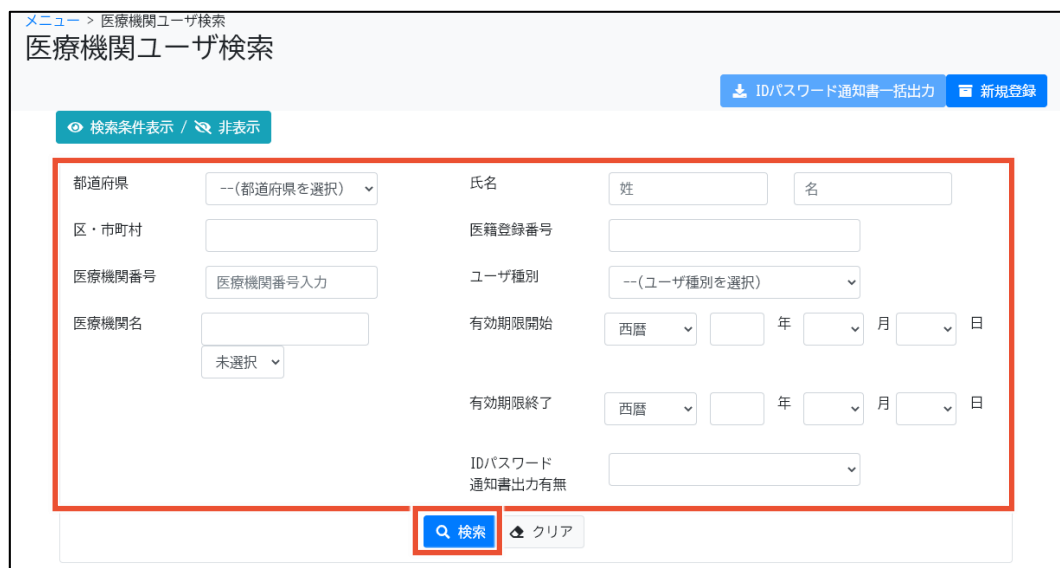 メニュー > 医療機関ユーザ検索
医療機関ユーザ検索
IDパスワード通知書一括出力 新規登録
検索条件表示 / 非表示
都道府県 --(都道府県を選択) 氏名 姓 名
区・市町村 医籍登録番号
医療機関番号 医療機関番号入力 ユーザ種別 --(ユーザ種別を選択)
医療機関名 有効期限開始 西暦 年 月 日
未選択
有効期限終了 西暦 年 月 日
IDパスワード
通知書出力有無
検索 クリア